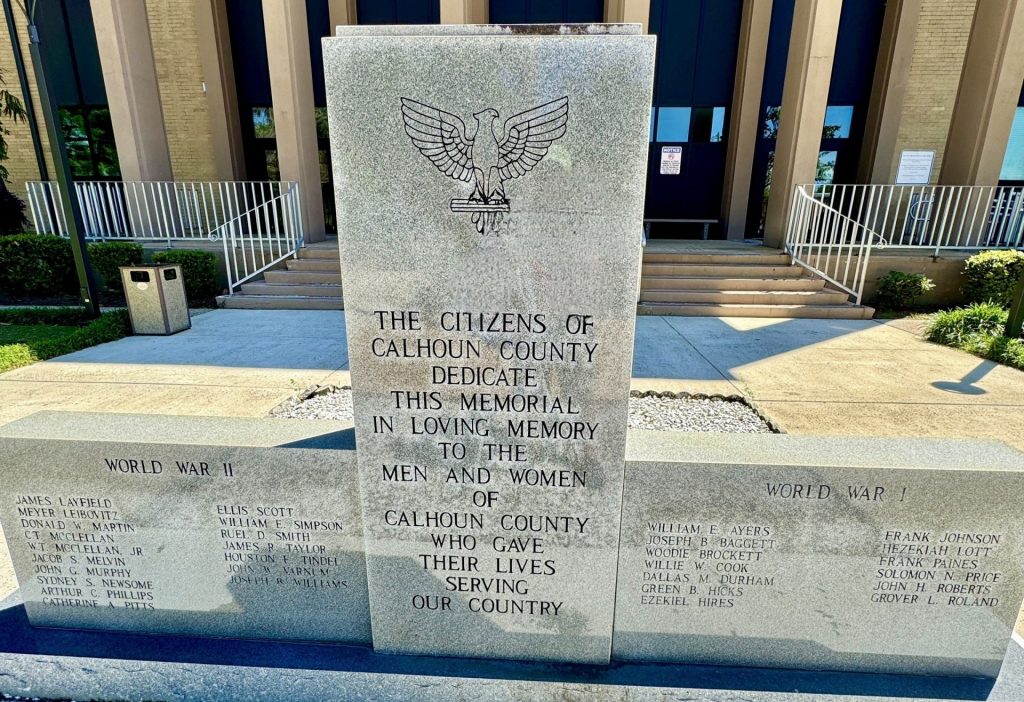 NOTICE
THE CITIZENS OF
CALHOUN COUNTY
DEDICATE
THIS MEMORIAL
IN LOVING MEMORY
TO THE
MEN AND WOMEN
OF
CALHOUN COUNTY
WHO GAVE
THEIR LIVES
SERVING
OUR COUNTRY
WORLD WAR II
JAMES LAYFIELD
MEYER LEIBOVITZ
DONALD W. MARTIN
C.T. MCCLELLAN
W.T. MCCLELLAN, JR
JACOB S. MELVIN
JOHN G. MURPHY
SYDNEY S. NEWSOME
ARTHUR C. PHILLIPS
CATHERINE A. PITTS
ELLIS SCOTT
WILLIAM E. SIMPSON
RUEL D. SMITH
JAMES R. TAYLOR
HOUSTON F. TINDEL
JOHN W. VARNUM
JOSEPH R. WILLIAMS
WORLD WAR I
WILLIAM E. AYERS
JOSEPH B. BAGGETT
WOODIE BROCKETT
WILLIE W. COOK
DALLAS M. DURHAM
GREEN B. HICKS
EZEKIEL HIRES
FRANK JOHNSON
HEZEKIAH LOTT
FRANK PAINES
SOLOMON N. PRICE
JOHN H. ROBERTS
GROVER L. ROLAND